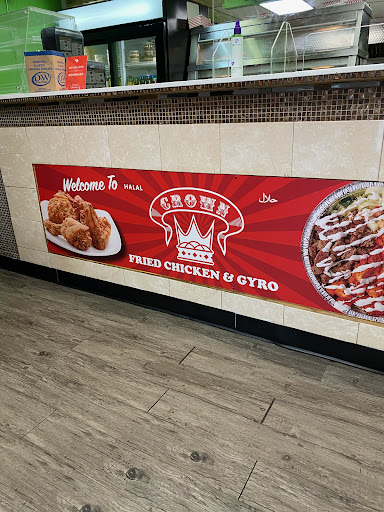 Welcome To HALAL
CROWN
حلال
FRIED CHICKEN & GYRO